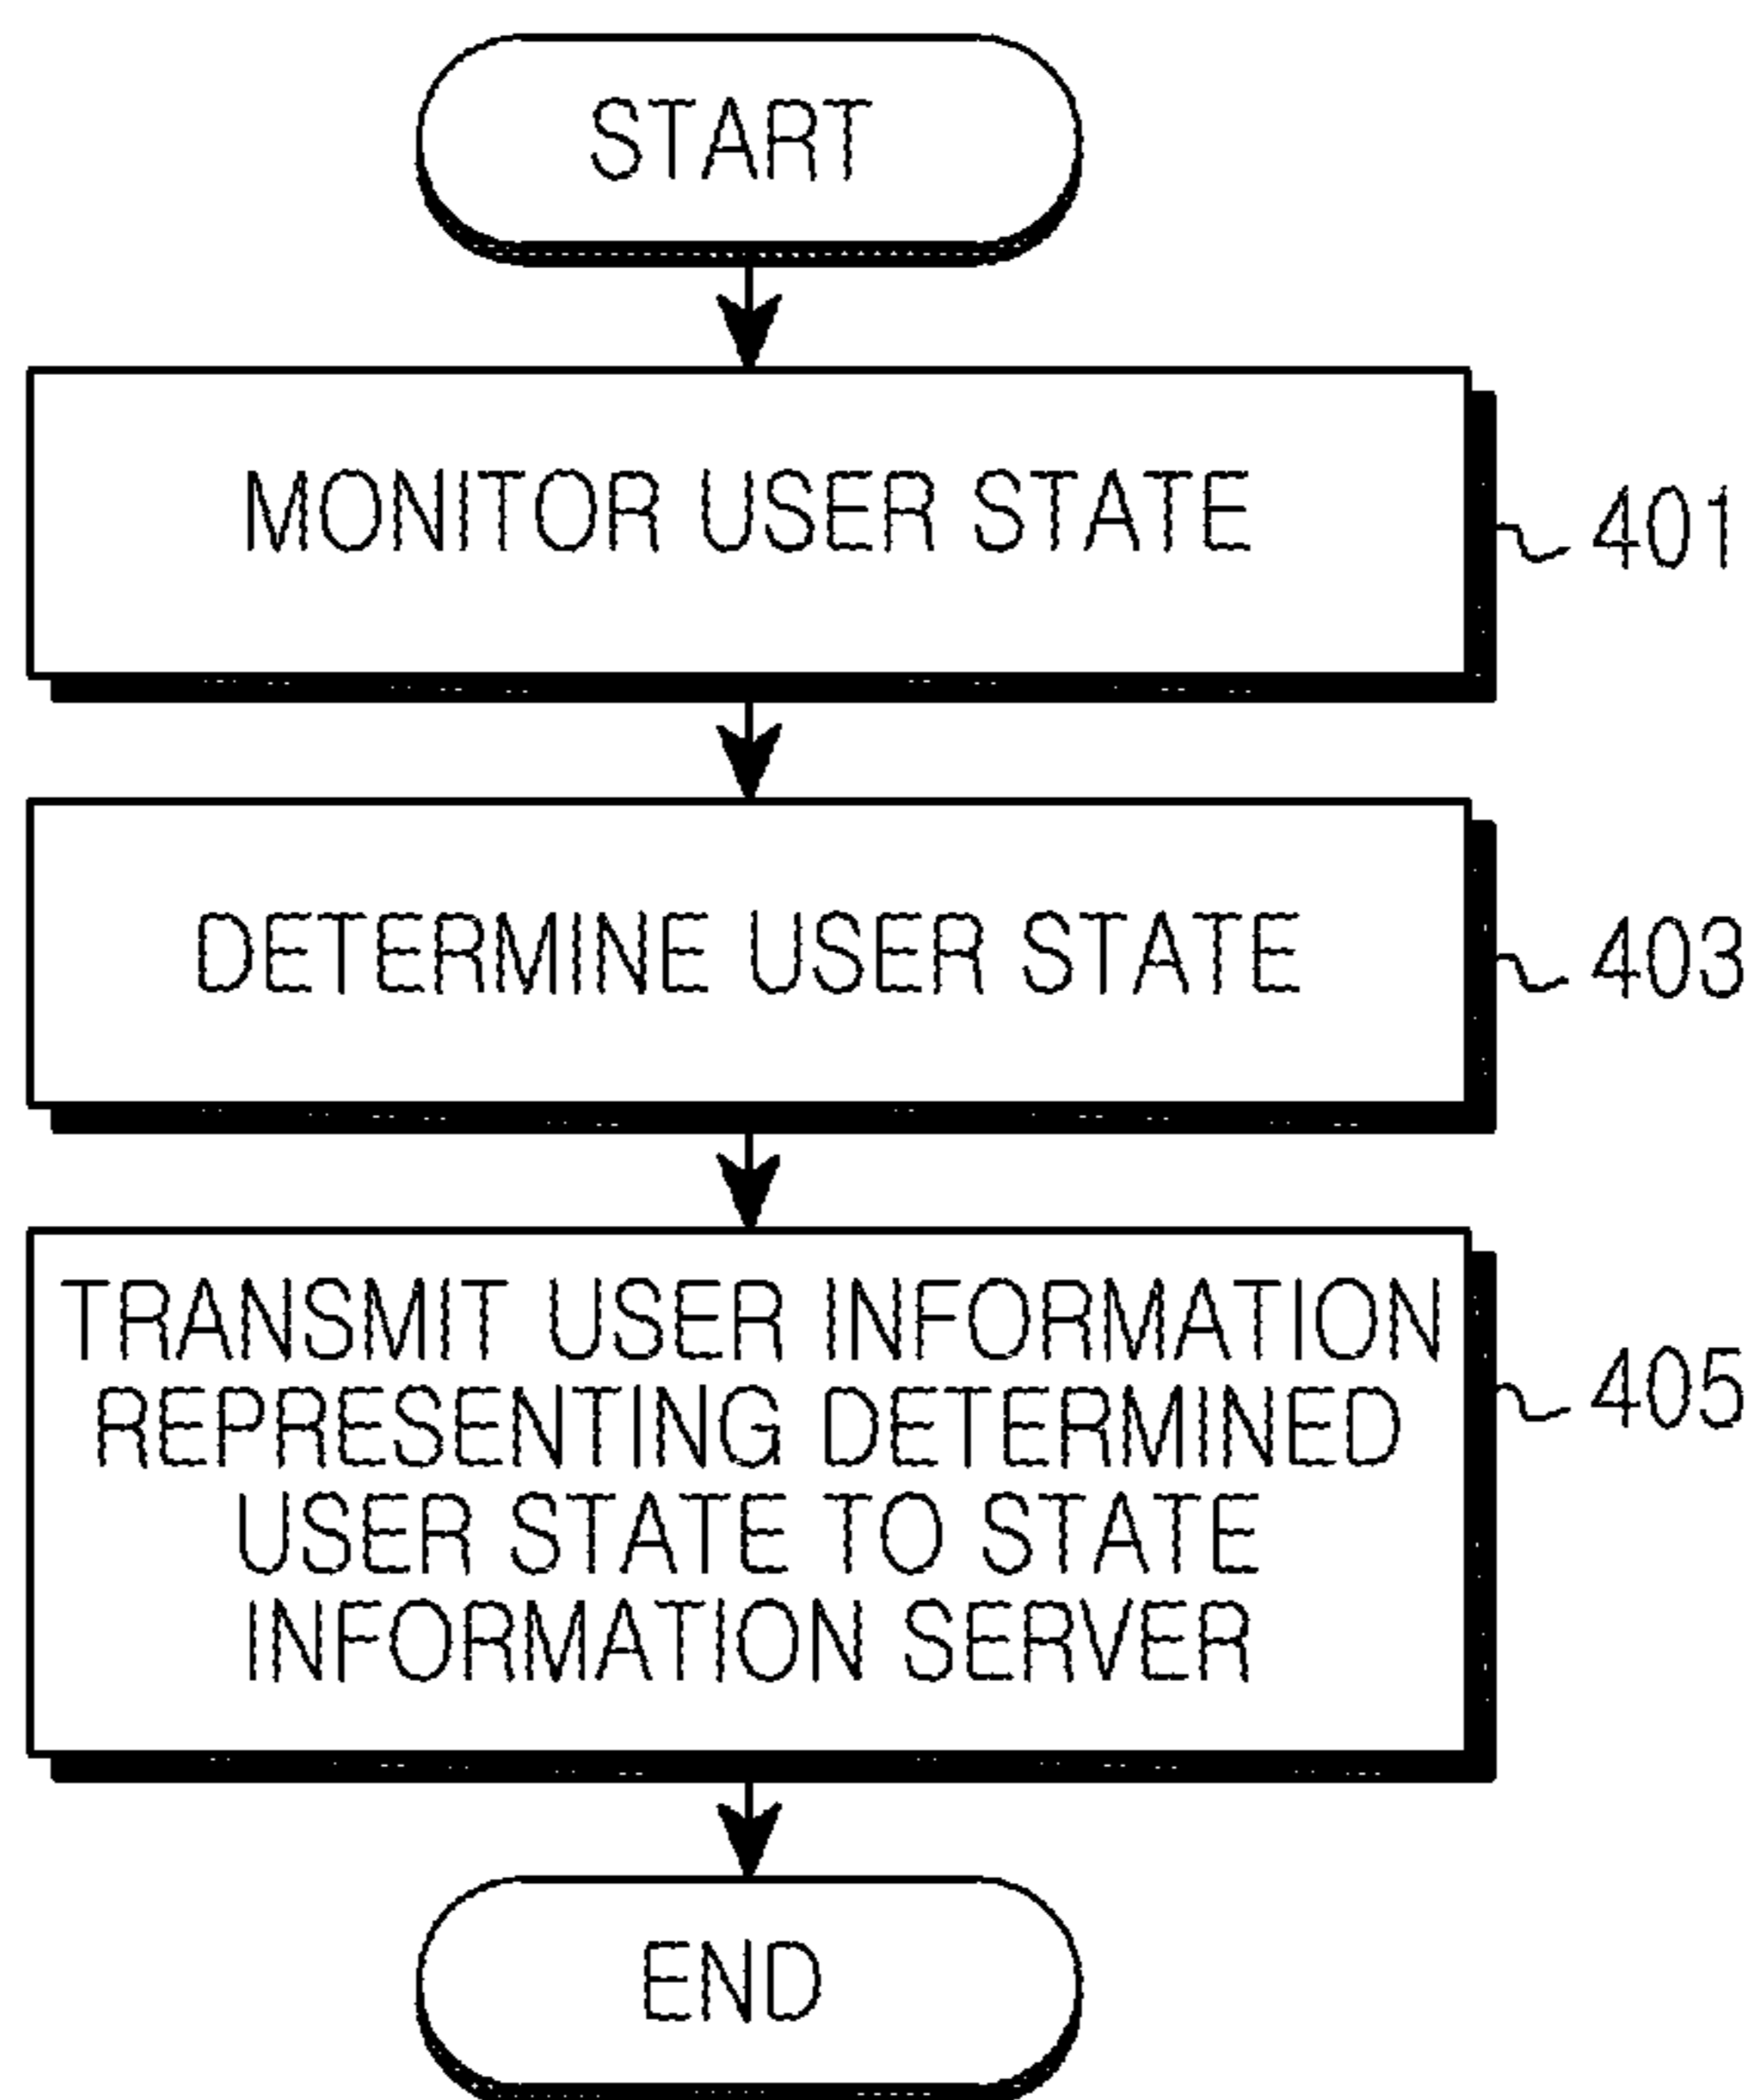 START
MONITOR USER STATE
401
DETERMINE USER STATE
403
TRANSMIT USER INFORMATION
REPRESENTING DETERMINED
USER STATE TO STATE
INFORMATION SERVER
405
END